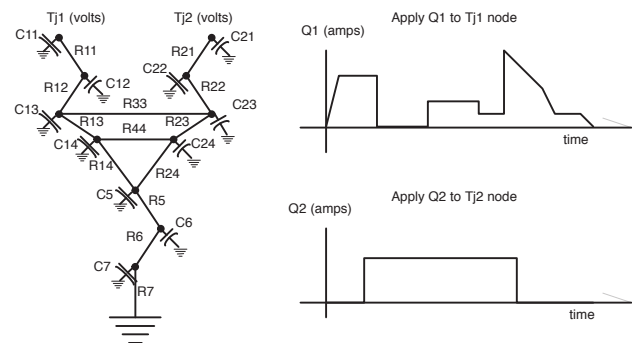 Tj1 (volts)
Tj2 (volts)
C11
R11
R12
C12
C13
R13
R33
C21
R21
C22
R22
C23
R23
R44
C14
R14
C24
R24
C5
R5
R6
C6
C7
R7
Q1 (amps)
Apply Q1 to Tj1 node
time
Q2 (amps)
Apply Q2 to Tj2 node
time